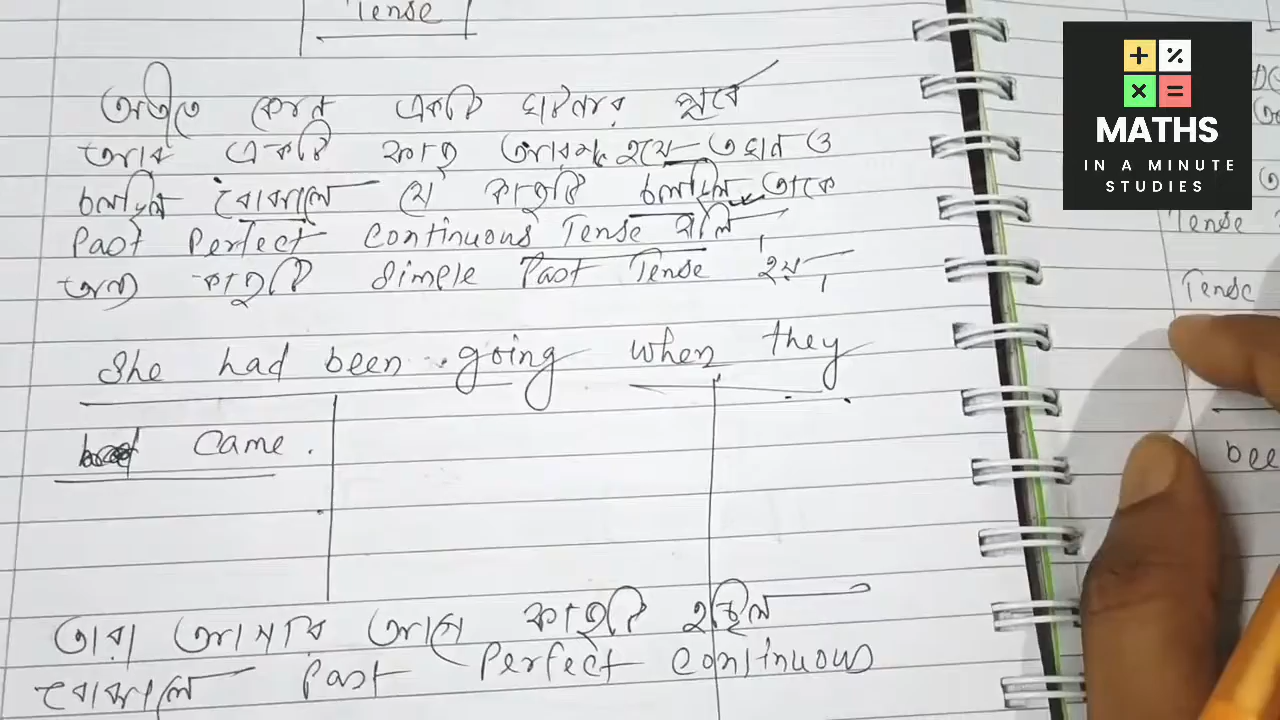 Tense
অতীতে কোন একটি ঘটনার পূর্বে
আর একটি কাজ আরম্ভ হয়ে তখন ও
চলেছিল বোঝালে যে কাজটি চলেছিল তাকে
Past Perfect Continuous Tense বলি
অন্য কাজটি Simple Past Tense হয়।
She had been going when they
came.
তারা আসার আগে কাজটি হচ্ছিল
বোঝালে Past Perfect Continuous
Tense
Tense
bee
+ %
× =
MATHS
IN A MINUTE
STUDIES